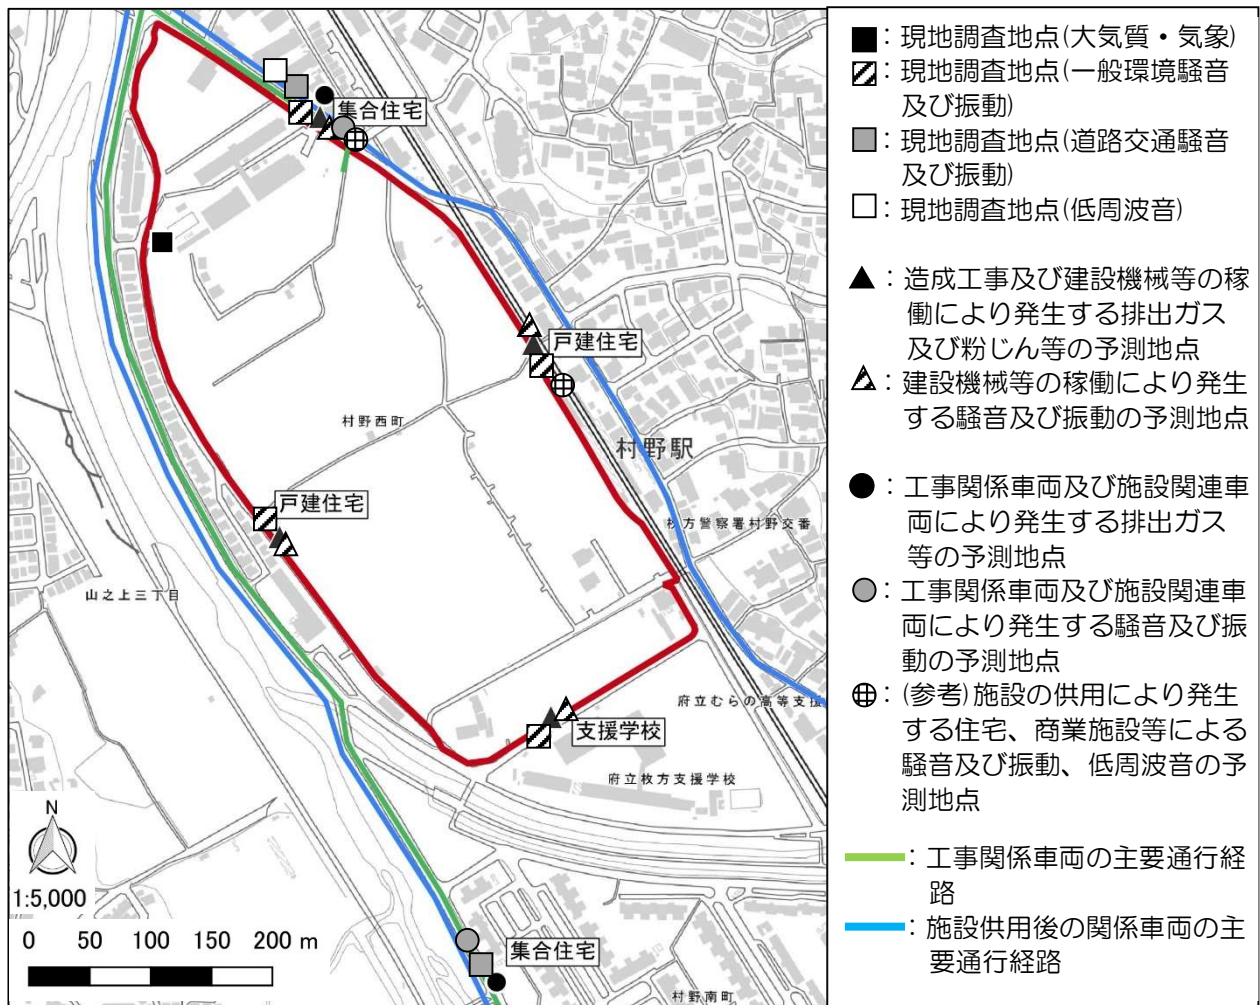 集合住宅
戸建住宅
村野西町
村野駅
戸建住宅
枚方警察署村野交番
山之上三丁目
府立むらの高等支援
支援学校
府立枚方支援学校
N
1:5,000
0 50 100 150 200 m
集合住宅
村野南町
■：現地調査地点(大気質・気象)
：現地調査地点(一般環境騒音
及び振動)
：現地調査地点(道路交通騒音
及び振動)
□：現地調査地点(低周波音)
▲：造成工事及び建設機械等の稼
働により発生する排出ガス
及び粉じん等の予測地点
：建設機械等の稼働により発生
する騒音及び振動の予測地点
●：工事関係車両及び施設関連車
両により発生する排出ガス
等の予測地点
：工事関係車両及び施設関連車
両により発生する騒音及び振
動の予測地点
：(参考)施設の供用により発生
する住宅、商業施設等による
騒音及び振動、低周波音の予
測地点
：工事関係車両の主要通行経
路
：施設供用後の関係車両の主
要通行経路